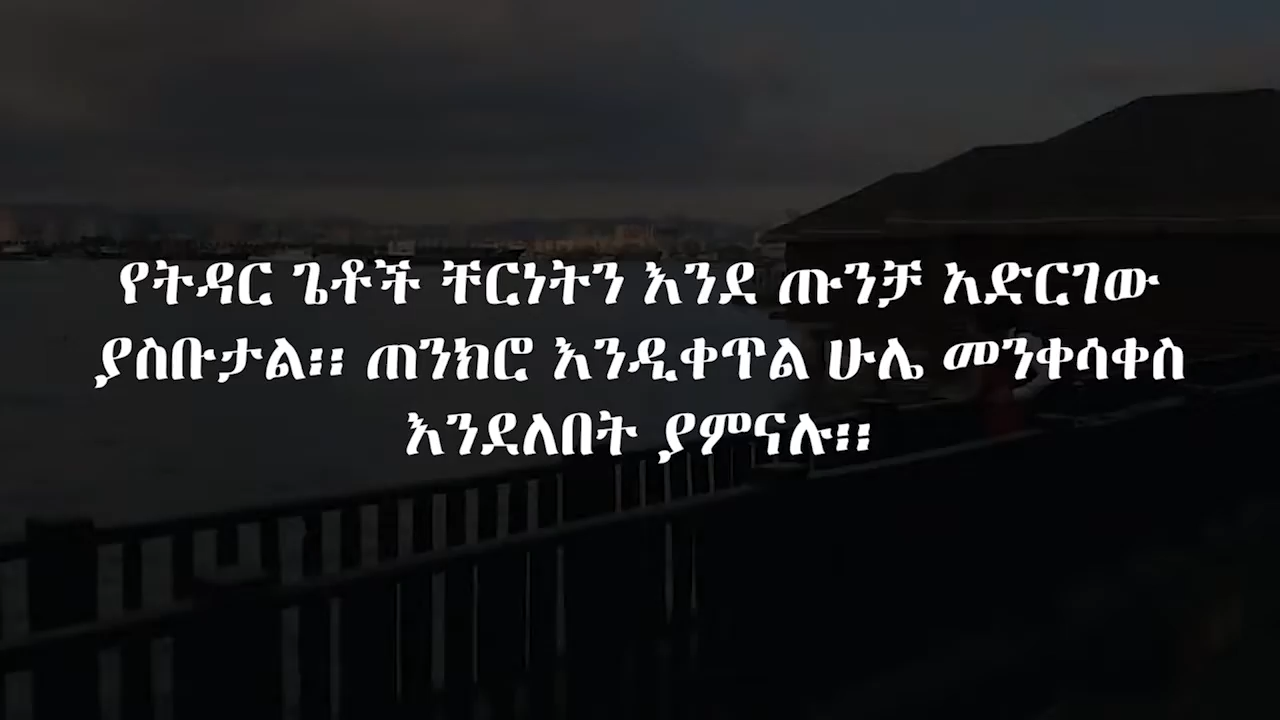 የትዳር ጌቶች ቸርነትን እንደ ጡንቻ አድርገው
ያስቡታል፡፡ ጠንክሮ እንዲቀጥል ሁሌ መንቀሳቀስ
እንደለበት ያምናሉ፡፡